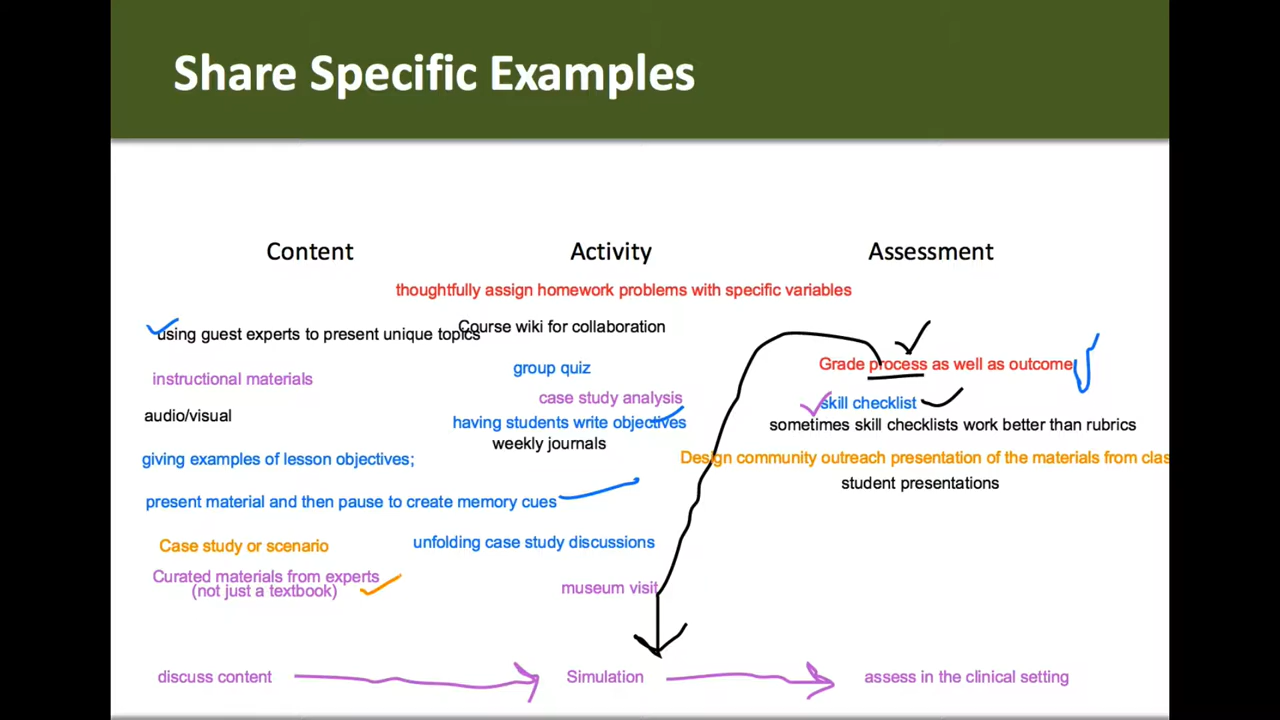 Share Specific Examples
Content
Activity
Assessment
thoughtfully assign homework problems with specific variables
using guest experts to present unique topics
Course wiki for collaboration
Grade process as well as outcome
group quiz
instructional materials
case study analysis
skill checklist
audio/visual
having students write objectives
sometimes skill checklists work better than rubrics
weekly journals
giving examples of lesson objectives;
Design community outreach presentation of the materials from clas
student presentations
present material and then pause to create memory cues
Case study or scenario
unfolding case study discussions
Curated materials from experts
(not just a textbook)
museum visit
discuss content
Simulation
assess in the clinical setting